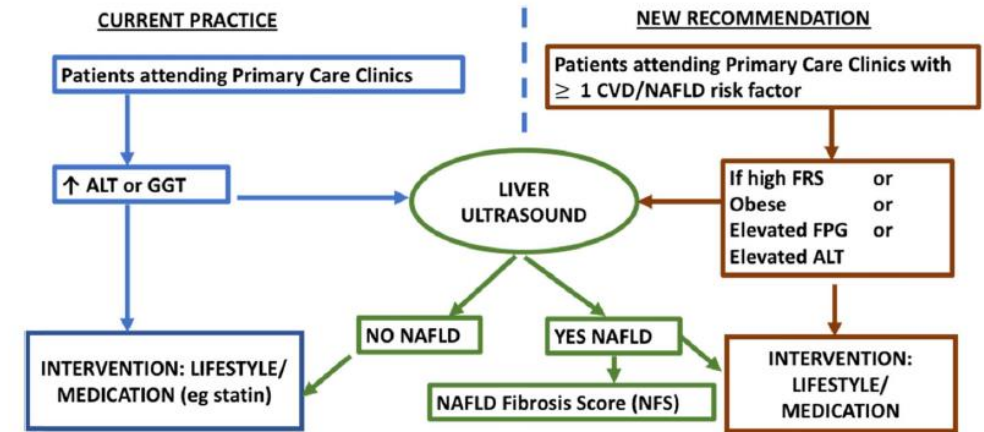 CURRENT PRACTICE
NEW RECOMMENDATION
Patients attending Primary Care Clinics
Patients attending Primary Care Clinics with
≥ 1 CVD/NAFLD risk factor
↑ ALT or GGT
LIVER
ULTRASOUND
If high FRS or
Obese or
Elevated FPG or
Elevated ALT
NO NAFLD
YES NAFLD
INTERVENTION: LIFESTYLE/
MEDICATION (eg statin)
NAFLD Fibrosis Score (NFS)
INTERVENTION:
LIFESTYLE/
MEDICATION